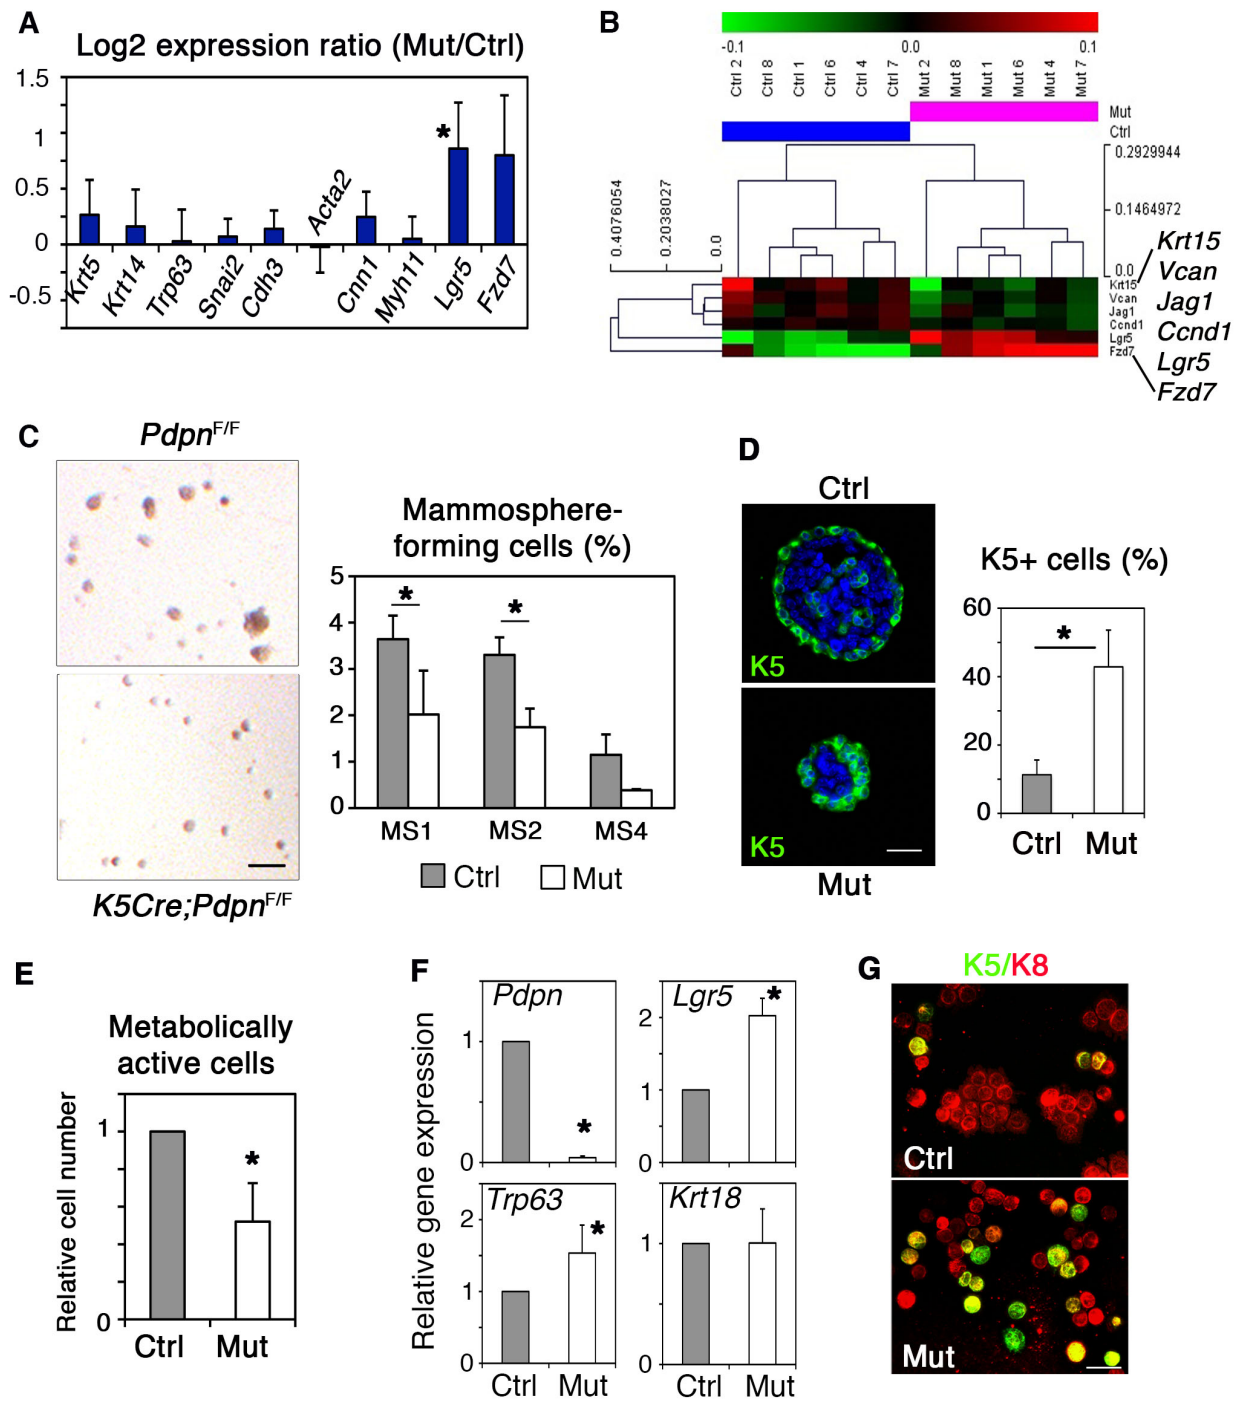 A
Log2 expression ratio (Mut/Ctrl)
1.5
1
0.5
0
-0.5
*
Krt5
Krt14
Trp63
Snai2
Cdh3
Acta2
Cnn1
Myh11
Lgr5
Fzd7
B
-0.1
0.0
0.1
Ctrl 2
Ctrl 8
Ctrl 1
Ctrl 6
Ctrl 4
Ctrl 7
Mut 2
Mut 8
Mut 1
Mut 6
Mut 4
Mut 7
Mut
Ctrl
0.2929944
0.1464972
0.0
0.4076054
0.2038027
0.0
Krt15
Vcan
Jag1
Ccnd1
Lgr5
Fzd7
Krt15
Vcan
Jag1
Ccnd1
Lgr5
Fzd7
C
PdpnF/F
K5Cre;PdpnF/F
Mammosphere-
forming cells (%)
5
4
3
2
1
0
*
*
MS1
MS2
MS4
Ctrl
Mut
D
Ctrl
K5
K5
Mut
K5+ cells (%)
60
40
20
0
*
Ctrl
Mut
E
Metabolically
active cells
Relative cell number
1
0
*
Ctrl
Mut
F
Relative gene expression
Pdpn
1
0
*
Lgr5
2
1
0
*
Trp63
2
1
0
*
Krt18
1
0
Ctrl
Mut
Ctrl
Mut
G
K5/K8
Ctrl
Mut